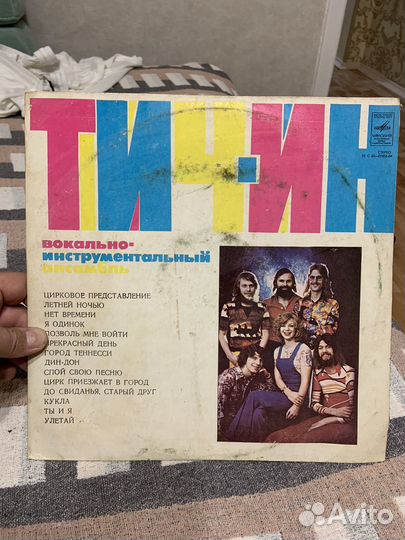 ТИЧ-ИН
СТЕРЕО
ВОКАЛЬНО-
ИНСТРУМЕНТАЛЬНЫЙ
АНСАМБЛЬ
ЦИРКОВОЕ ПРЕДСТАВЛЕНИЕ
ЛЕТНЕЙ НОЧЬЮ
НЕТ ВРЕМЕНИ
Я ОДИНОК
ПОЗВОЛЬ МНЕ ВОЙТИ
ПРЕКРАСНЫЙ ДЕНЬ
ГОРОД ТЕННЕССИ
ДИН-ДОН
СПОЙ СВОЮ ПЕСНЮ
ЦИРК ПРИЕЗЖАЕТ В ГОРОД
ДО СВИДАНЬЯ, СТАРЫЙ ДРУГ
КУКЛА
ТЫ И Я
УЛЕТАЙ
Avito